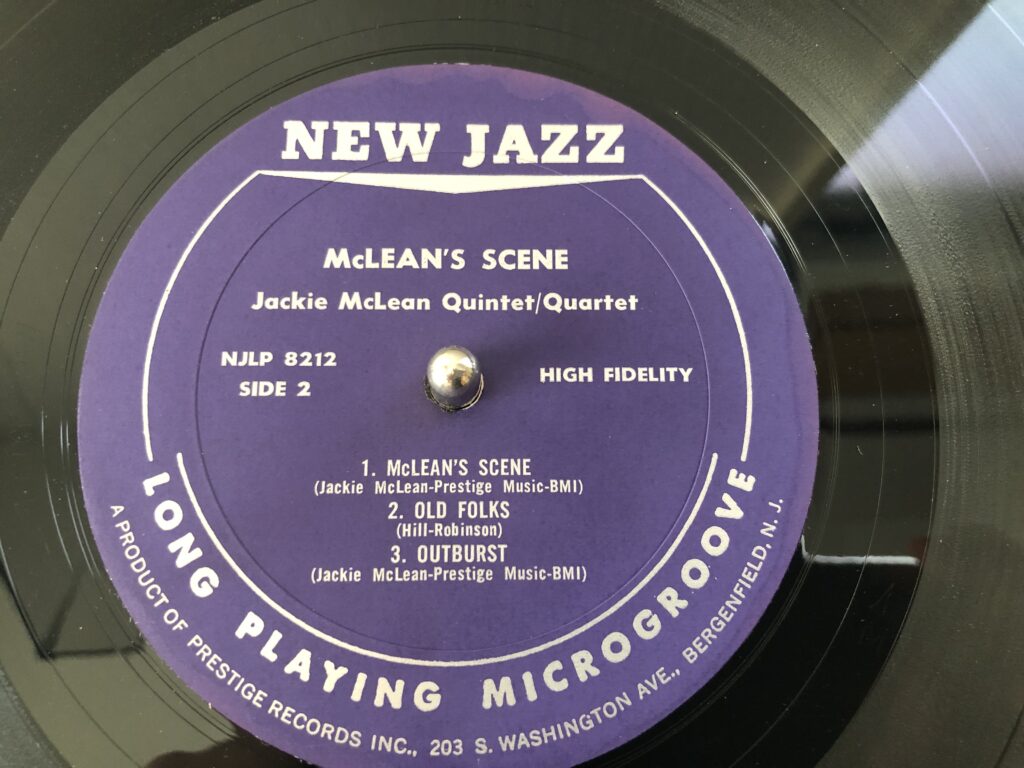 NEW JAZZ
McLEAN'S SCENE
Jackie McLean Quintet/Quartet
NJLP 8212
SIDE 2
HIGH FIDELITY
1. McLEAN'S SCENE
(Jackie McLean-Prestige Music-BMI)
2. OLD FOLKS
(Hill-Robinson)
3. OUTBURST
(Jackie McLean-Prestige Music-BMI)
LONG PLAYING MICROGROOVE
A PRODUCT OF PRESTIGE RECORDS INC., 203 S. WASHINGTON AVE., BERGENFIELD, N. J.